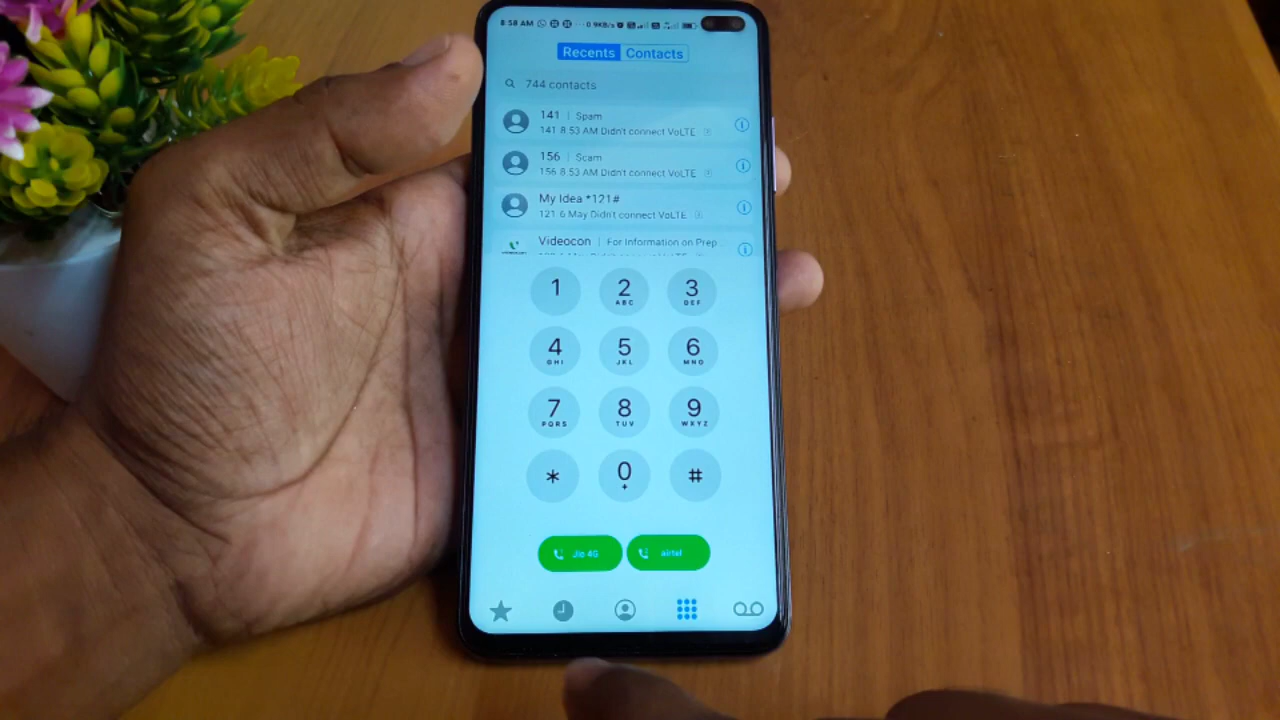 8:58 AM ··· 0.9KB/s
Recents Contacts
744 contacts
141 | Spam
141 8:53 AM Didn't connect VoLTE
156 | Scam
156 8:53 AM Didn't connect VoLTE
My Idea *121#
121 6 May Didn't connect VoLTE
Videocon | For Information on Prep...
1
2
3
ABC
DEF
4
5
6
GHI
JKL
MNO
7
8
9
PQRS
TUV
WXYZ
*
0
#
+
Jio 4G
airtel